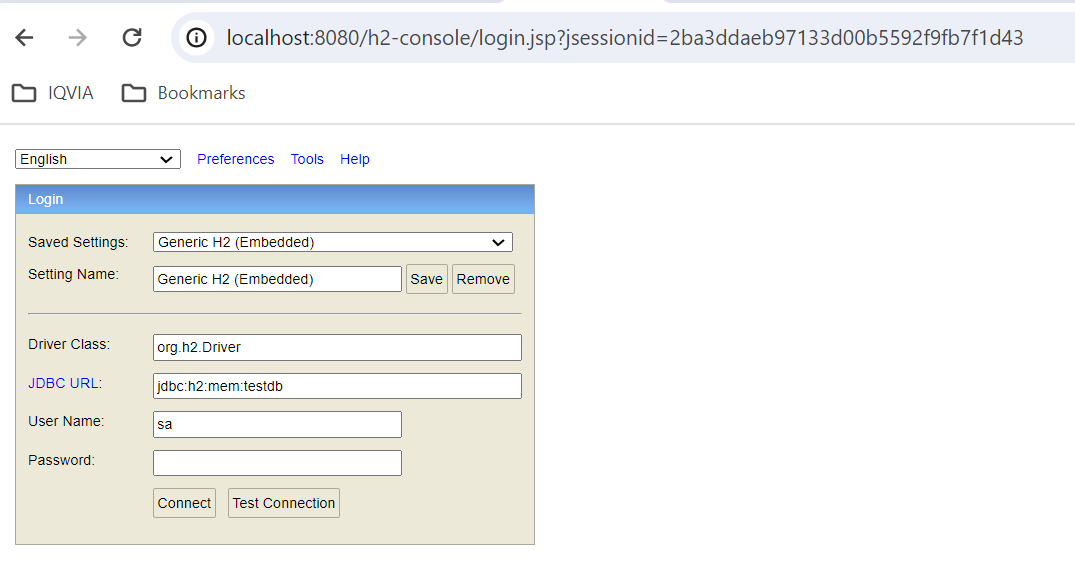 localhost:8080/h2-console/login.jsp?jsessionid=2ba3ddaeb97133d00b5592f9fb7f1d43
IQVIA Bookmarks
English Preferences Tools Help
Login
Saved Settings: Generic H2 (Embedded)
Setting Name: Generic H2 (Embedded) Save Remove
Driver Class: org.h2.Driver
JDBC URL: jdbc:h2:mem:testdb
User Name: sa
Password:
Connect Test Connection